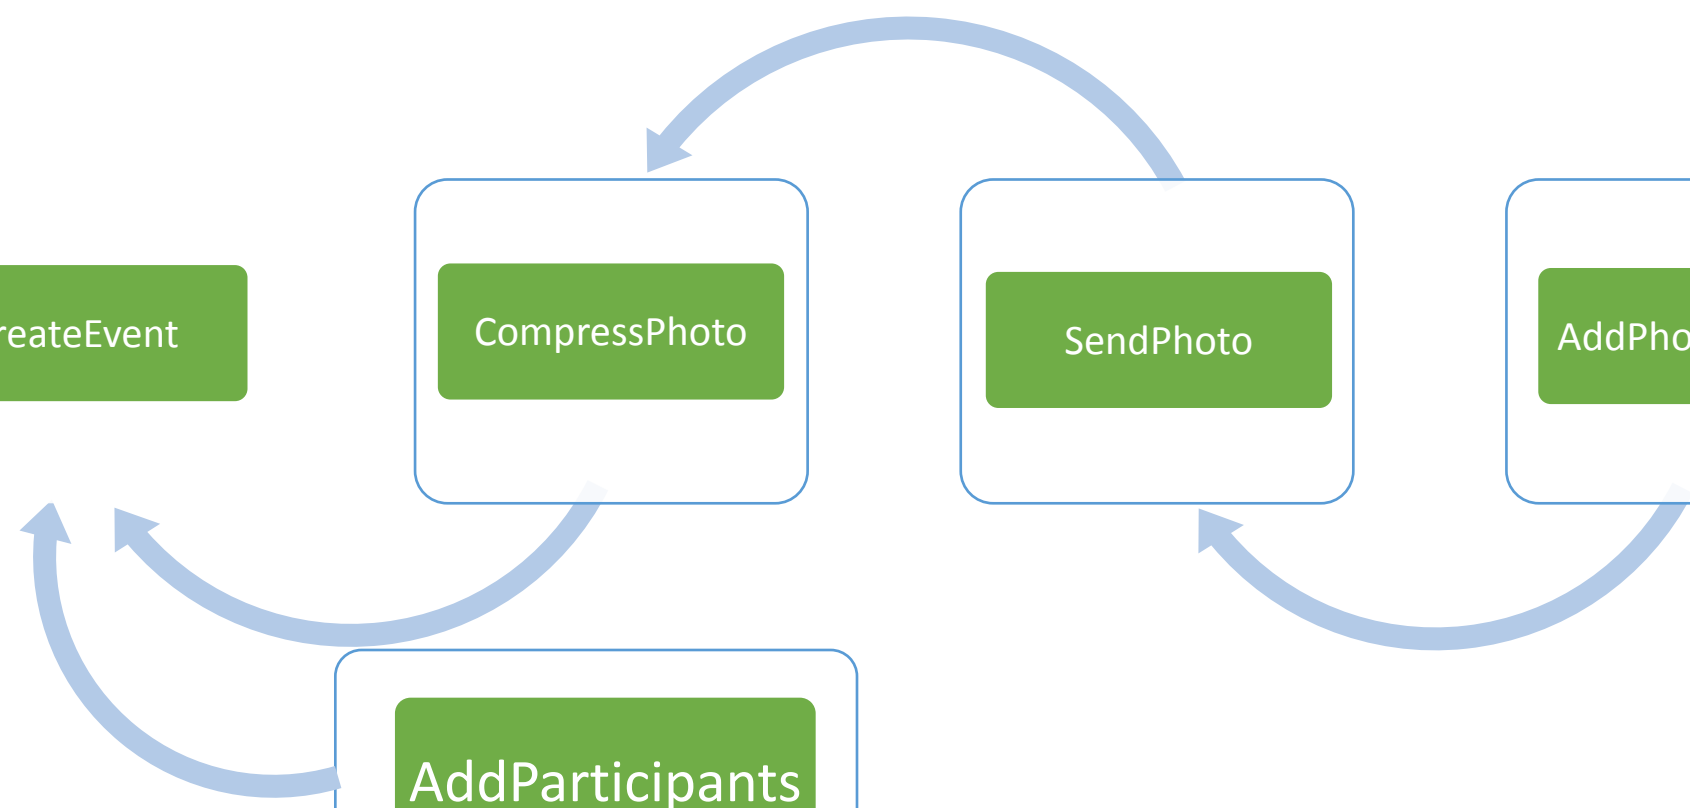 reateEvent
CompressPhoto
SendPhoto
AddPho
AddParticipants